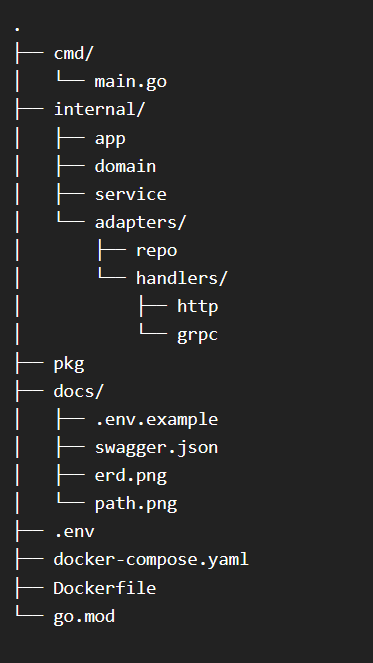 .
├── cmd/
│   └── main.go
├── internal/
│   ├── app
│   ├── domain
│   ├── service
│   └── adapters/
│       ├── repo
│       └── handlers/
│           ├── http
│           └── grpc
├── pkg
├── docs/
│   ├── .env.example
│   ├── swagger.json
│   ├── erd.png
│   └── path.png
├── .env
├── docker-compose.yaml
├── Dockerfile
└── go.mod